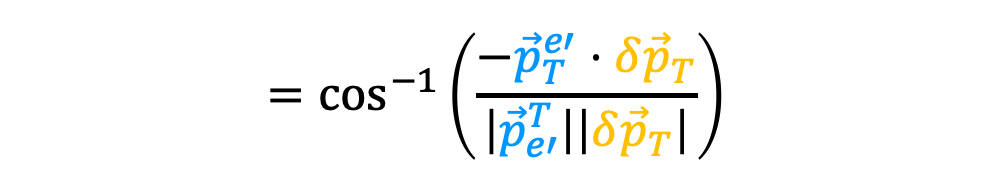 = cos⁻¹ ( (−p⃗_T^{e′} · δp⃗_T) / (|p⃗_{e′}^T||δp⃗_T|) )